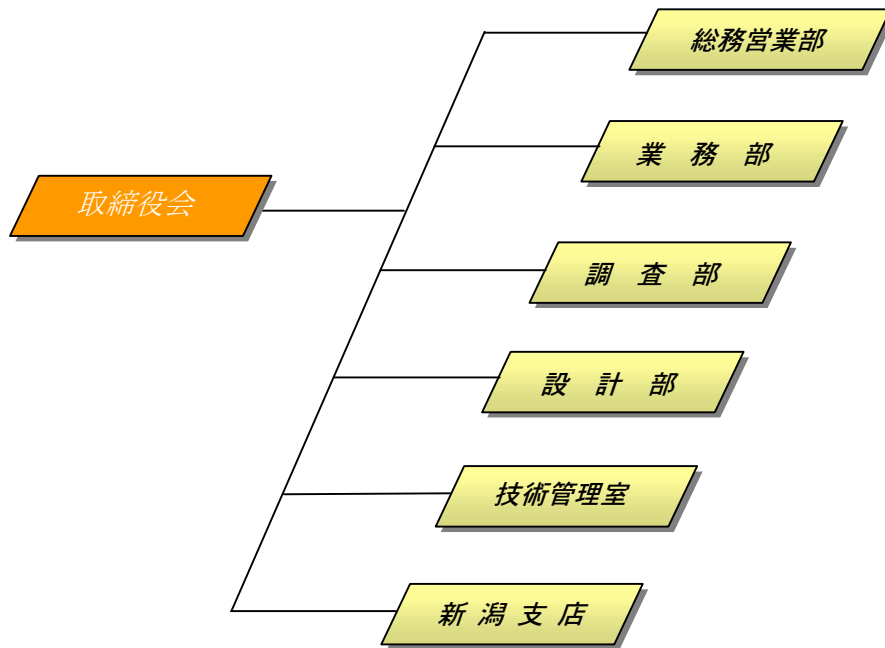 総務営業部
業務部
取締役会
調査部
設計部
技術管理室
新潟支店